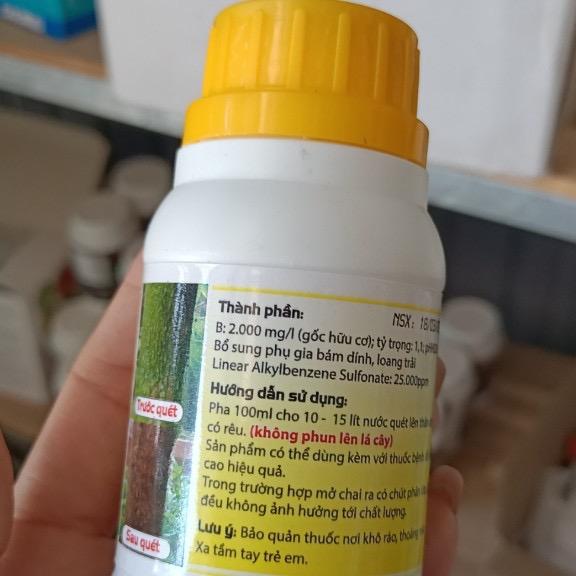 Thành phần:
NSX: 18/03
B: 2.000 mg/l (gốc hữu cơ); tỷ trọng: 1,1;
Bổ sung phụ gia bám dính, loang trải
Linear Alkylbenzene Sulfonate: 25.000ppm
Hướng dẫn sử dụng:
Pha 100ml cho 10 - 15 lít nước quét lên thân
có rêu. (không phun lên lá cây)
Sản phẩm có thể dùng kèm với thuốc bệnh
cao hiệu quả.
Trong trường hợp mở chai ra có chút phân
đều không ảnh hưởng tới chất lượng.
Lưu ý: Bảo quản thuốc nơi khô ráo, thoáng
Xa tầm tay trẻ em.
Trước quét
Sau quét